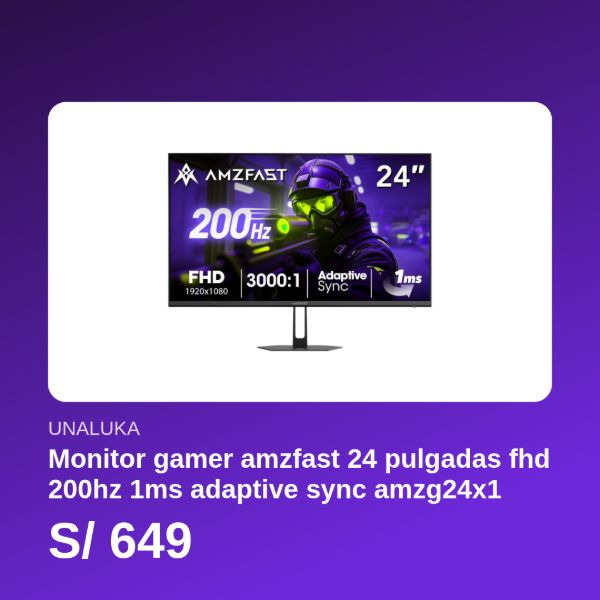 AMZFAST
24"
200Hz
FHD
1920x1080
3000:1
Adaptive
Sync
1ms
UNALUKA
Monitor gamer amzfast 24 pulgadas fhd
200hz 1ms adaptive sync amzg24x1
S/ 649